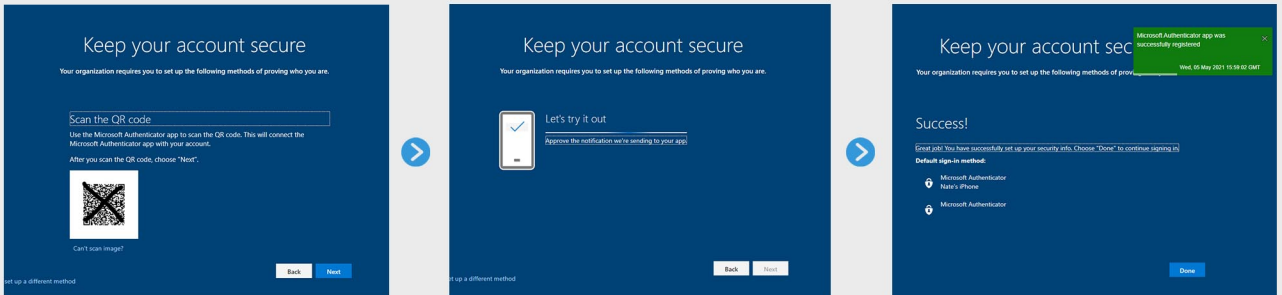 Keep your account secure
Your organization requires you to set up the following methods of proving who you are.
Scan the QR code
Use the Microsoft Authenticator app to scan the QR code. This will connect the
Microsoft Authenticator app with your account.
After you scan the QR code, choose "Next".
Can't scan image?
Back
Next
set up a different method
Keep your account secure
Your organization requires you to set up the following methods of proving who you are.
Let's try it out
Approve the notification we're sending to your app.
Back
Next
et up a different method
Keep your account sec
Microsoft Authenticator app was
successfully registered
Wed, 05 May 2021 15:59:02 GMT
Your organization requires you to set up the following methods of
Success!
Great job! You have successfully set up your security info. Choose "Done" to continue signing in.
Default sign-in method:
Microsoft Authenticator
Nate's iPhone
Microsoft Authenticator
Done